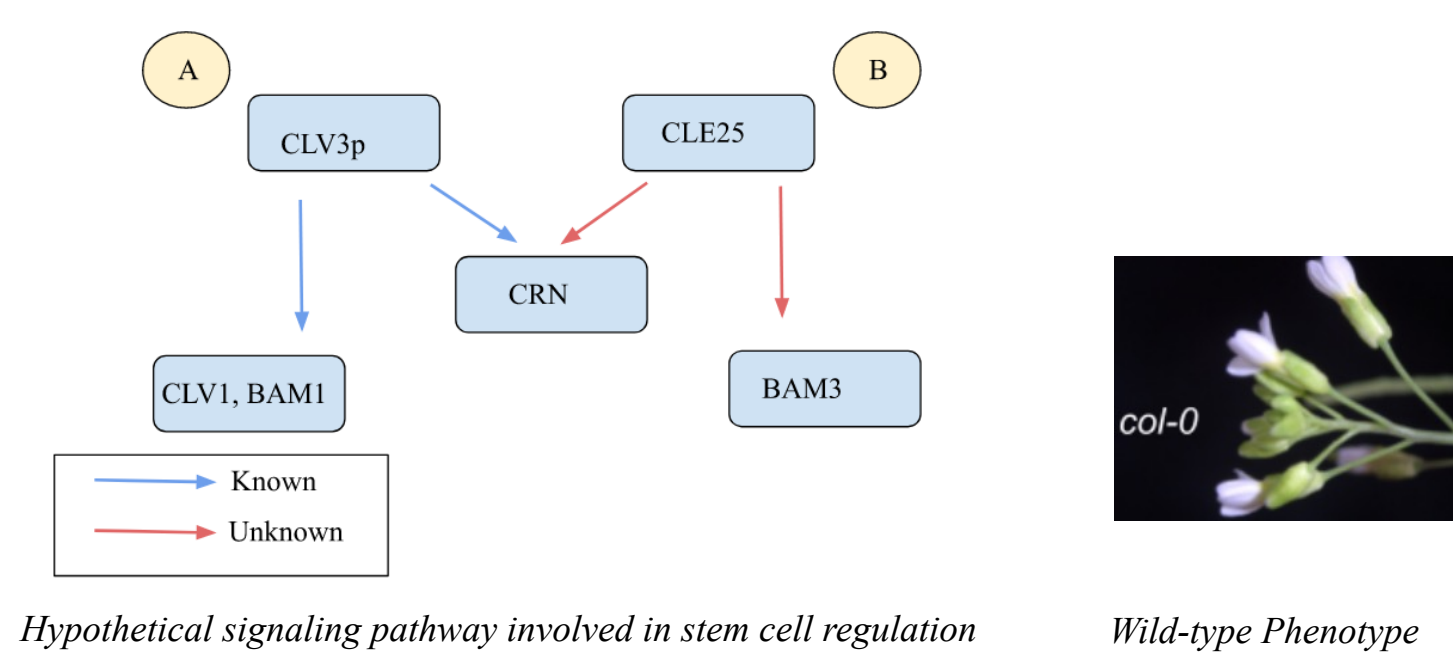 A
B
CLV3p
CLE25
CRN
CLV1, BAM1
BAM3
Known
Unknown
col-0
Hypothetical signaling pathway involved in stem cell regulation
Wild-type Phenotype